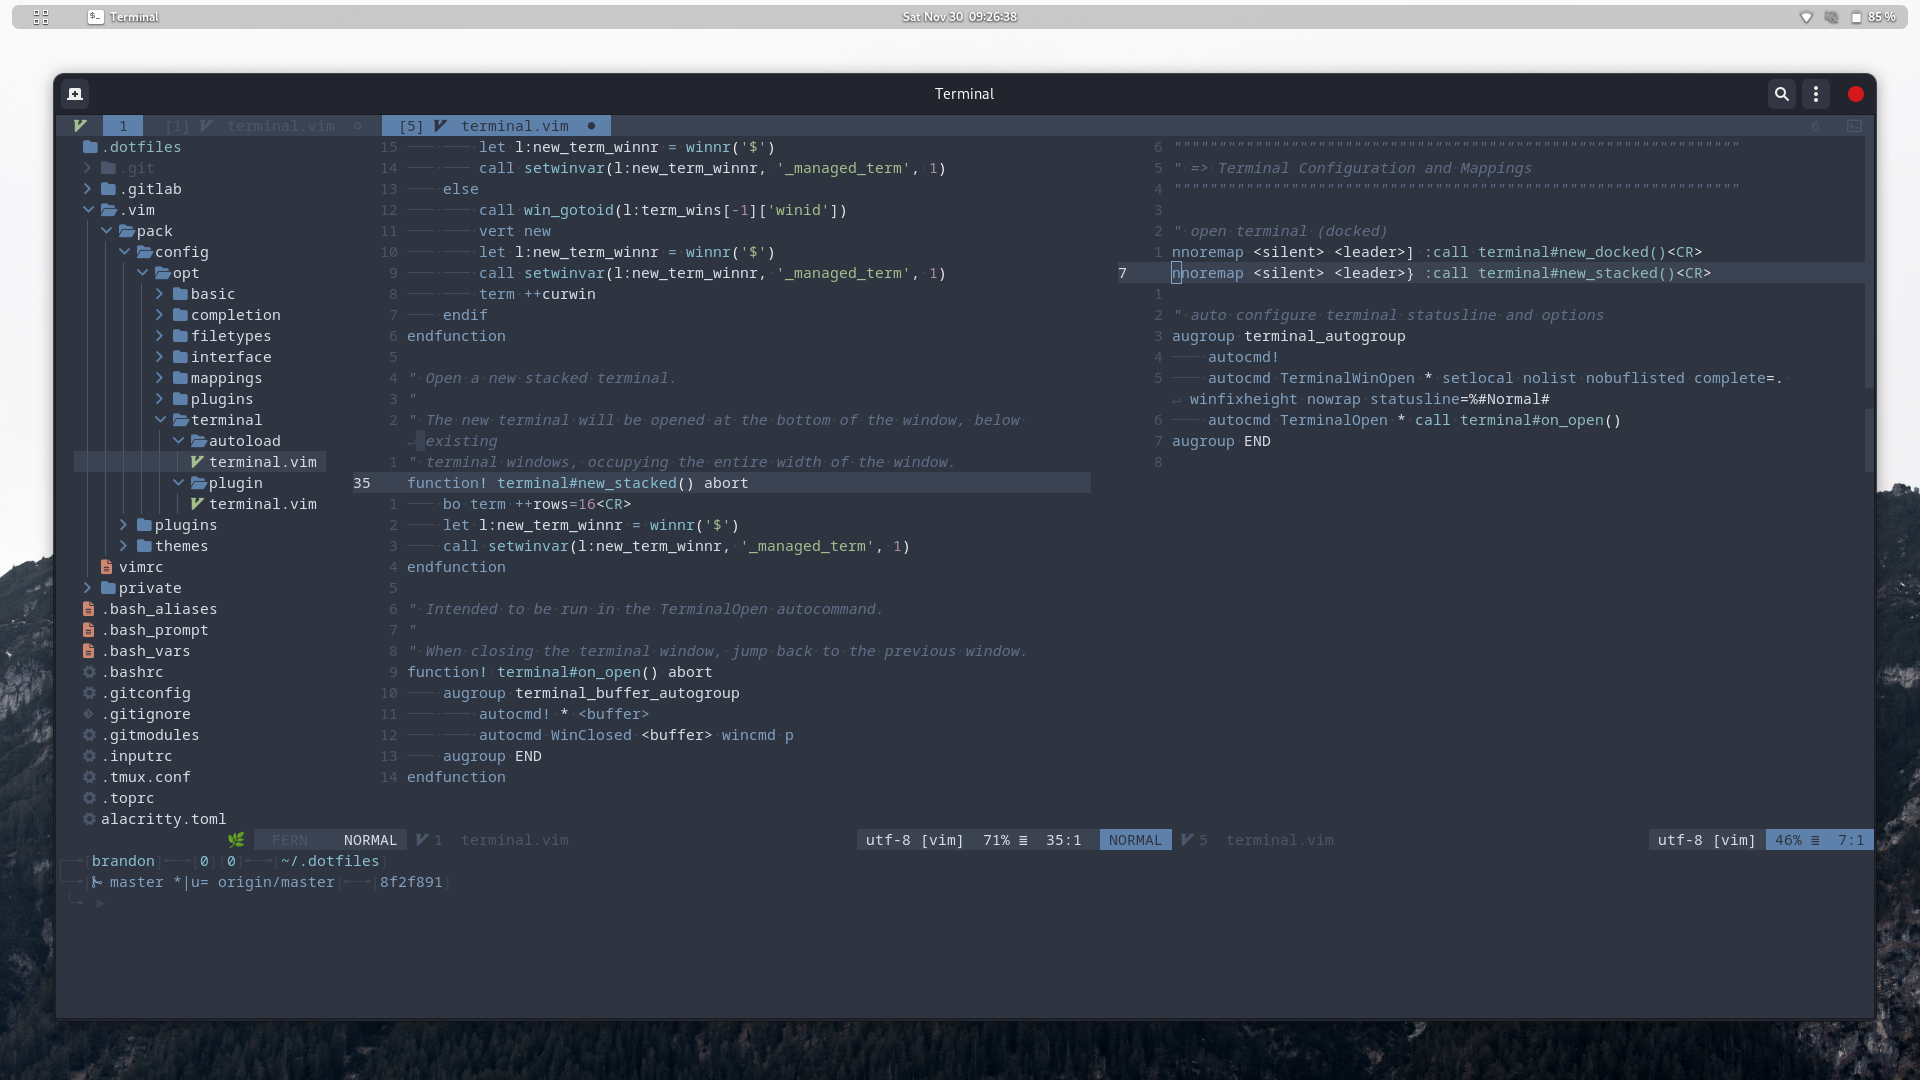 Terminal
Sat Nov 30 09:26:38
85 %
Terminal
1 [1] terminal.vim [5] terminal.vim 6
.dotfiles
.git
.gitlab
.vim
pack
config
opt
basic
completion
filetypes
interface
mappings
plugins
terminal
autoload
terminal.vim
plugin
terminal.vim
plugins
themes
vimrc
private
.bash_aliases
.bash_prompt
.bash_vars
.bashrc
.gitconfig
.gitignore
.gitmodules
.inputrc
.tmux.conf
.toprc
alacritty.toml
FERN NORMAL
15 let l:new_term_winnr = winnr('$')
14 call setwinvar(l:new_term_winnr, '_managed_term', 1)
13 else
12 call win_gotoid(l:term_wins[-1]['winid'])
11 vert new
10 let l:new_term_winnr = winnr('$')
9 call setwinvar(l:new_term_winnr, '_managed_term', 1)
8 term ++curwin
7 endif
6 endfunction
5
4 " Open a new stacked terminal.
3 "
2 " The new terminal will be opened at the bottom of the window, below
existing
1 " terminal windows, occupying the entire width of the window.
35 function! terminal#new_stacked() abort
1 bo term ++rows=16<CR>
2 let l:new_term_winnr = winnr('$')
3 call setwinvar(l:new_term_winnr, '_managed_term', 1)
4 endfunction
5
6 " Intended to be run in the TerminalOpen autocommand.
7 "
8 " When closing the terminal window, jump back to the previous window.
9 function! terminal#on_open() abort
10 augroup terminal_buffer_autogroup
11 autocmd! * <buffer>
12 autocmd WinClosed <buffer> wincmd p
13 augroup END
14 endfunction
1 terminal.vim utf-8 [vim] 71% ≡ 35:1
6 """""""""""""""""""""""""""""""""""""""""""""""""""""""""""""""
5 " => Terminal Configuration and Mappings
4 """""""""""""""""""""""""""""""""""""""""""""""""""""""""""""""
3
2 " open terminal (docked)
1 nnoremap <silent> <leader>] :call terminal#new_docked()<CR>
7 nnoremap <silent> <leader>} :call terminal#new_stacked()<CR>
1
2 " auto configure terminal statusline and options
3 augroup terminal_autogroup
4 autocmd!
5 autocmd TerminalWinOpen * setlocal nolist nobuflisted complete=.
winfixheight nowrap statusline=%#Normal#
6 autocmd TerminalOpen * call terminal#on_open()
7 augroup END
8
NORMAL 5 terminal.vim utf-8 [vim] 46% ≡ 7:1
[brandon] [0][0] [~/.dotfiles]
[master *|u= origin/master] [8f2f891]